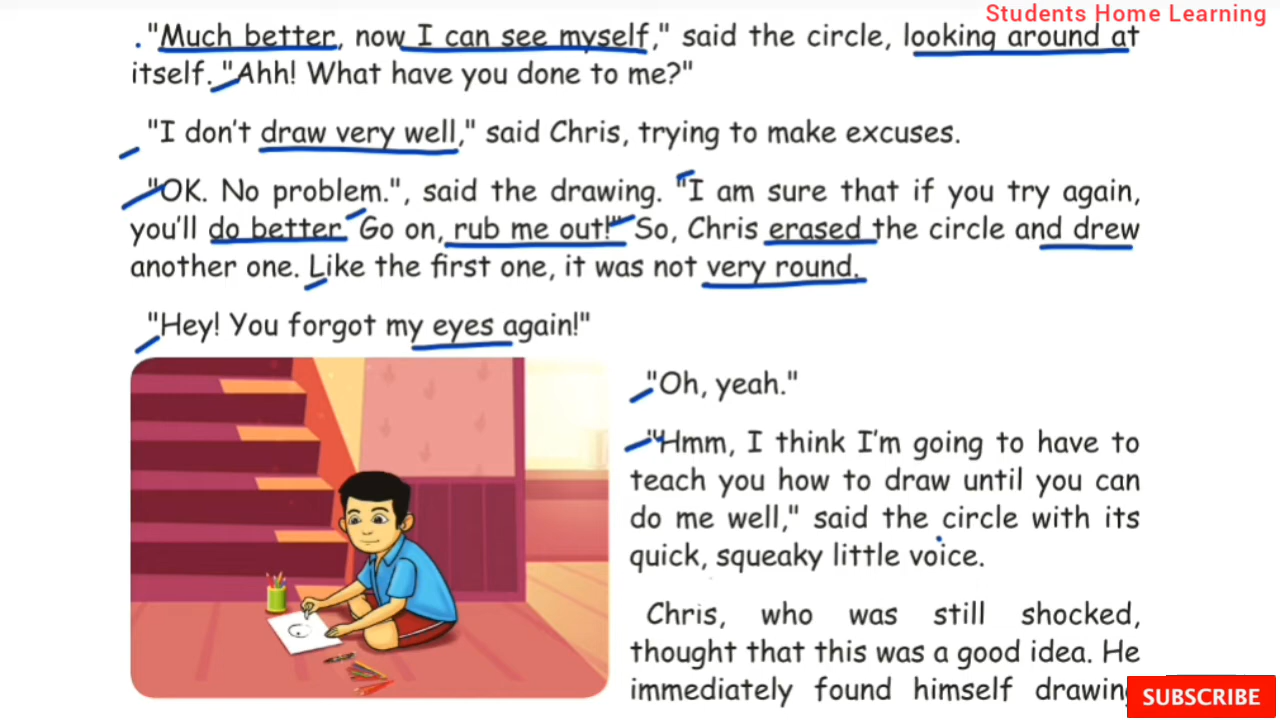 Students Home Learning
"Much better, now I can see myself," said the circle, looking around at
itself. "Ahh! What have you done to me?"
"I don't draw very well," said Chris, trying to make excuses.
"OK. No problem.", said the drawing. "I am sure that if you try again,
you'll do better. Go on, rub me out!" So, Chris erased the circle and drew
another one. Like the first one, it was not very round.
"Hey! You forgot my eyes again!"
"Oh, yeah."
"Hmm, I think I'm going to have to
teach you how to draw until you can
do me well," said the circle with its
quick, squeaky little voice.
Chris, who was still shocked,
thought that this was a good idea. He
immediately found himself drawing
SUBSCRIBE